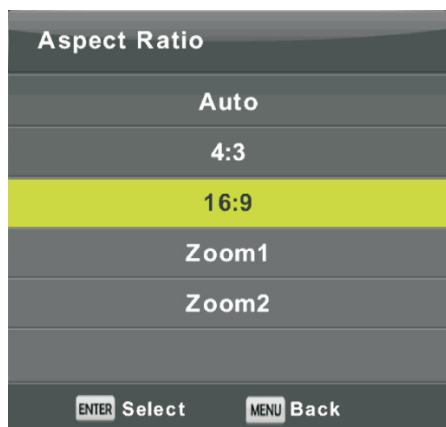 Aspect Ratio
Auto
4:3
16:9
Zoom1
Zoom2
ENTER Select MENU Back